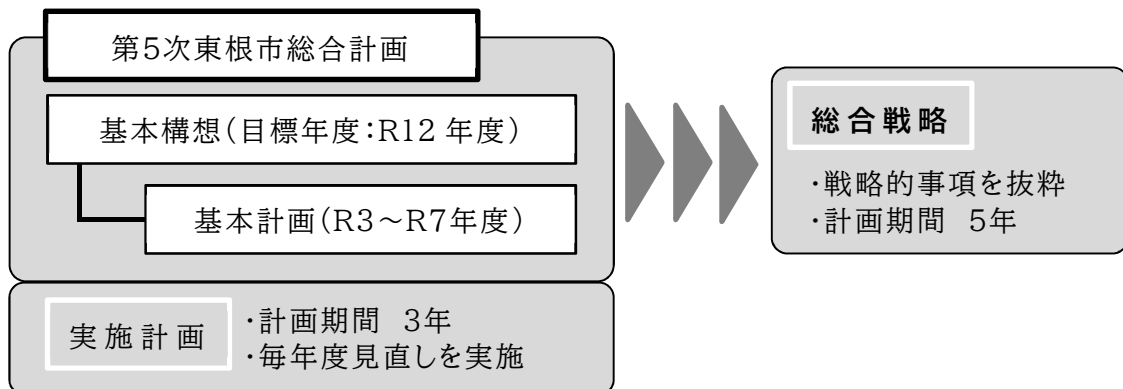 第5次東根市総合計画
基本構想(目標年度:R12 年度)
基本計画(R3~R7年度)
実施計画
・計画期間 3年
・毎年度見直しを実施
総合戦略
・戦略的事項を抜粋
・計画期間 5年